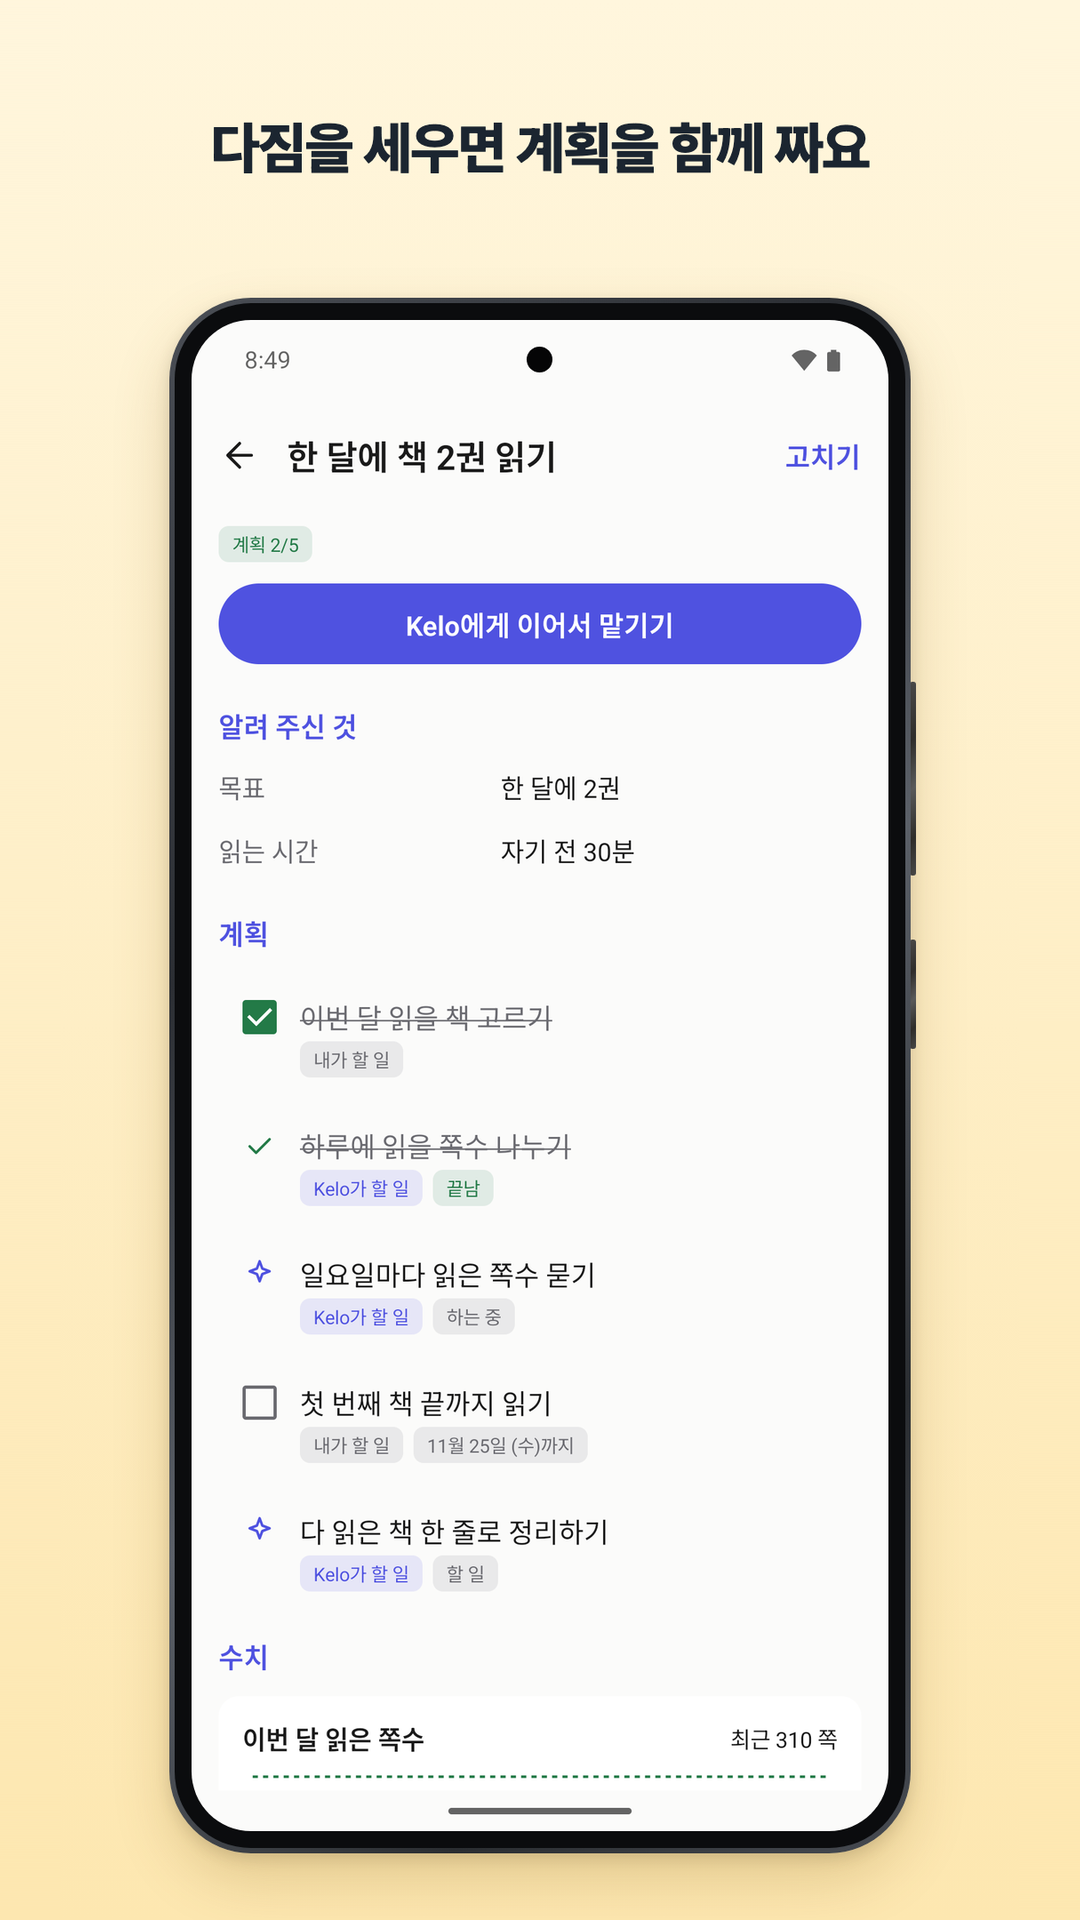 다짐을 세우면 계획을 함께 짜요
8:49
한 달에 책 2권 읽기
고치기
계획 2/5
Kelo에게 이어서 맡기기
알려 주신 것
목표
한 달에 2권
읽는 시간
자기 전 30분
계획
이번 달 읽을 책 고르기
내가 할 일
하루에 읽을 쪽수 나누기
Kelo가 할 일
끝남
일요일마다 읽은 쪽수 묻기
Kelo가 할 일
하는 중
첫 번째 책 끝까지 읽기
내가 할 일
11월 25일 (수)까지
다 읽은 책 한 줄로 정리하기
Kelo가 할 일
할 일
수치
이번 달 읽은 쪽수
최근 310 쪽